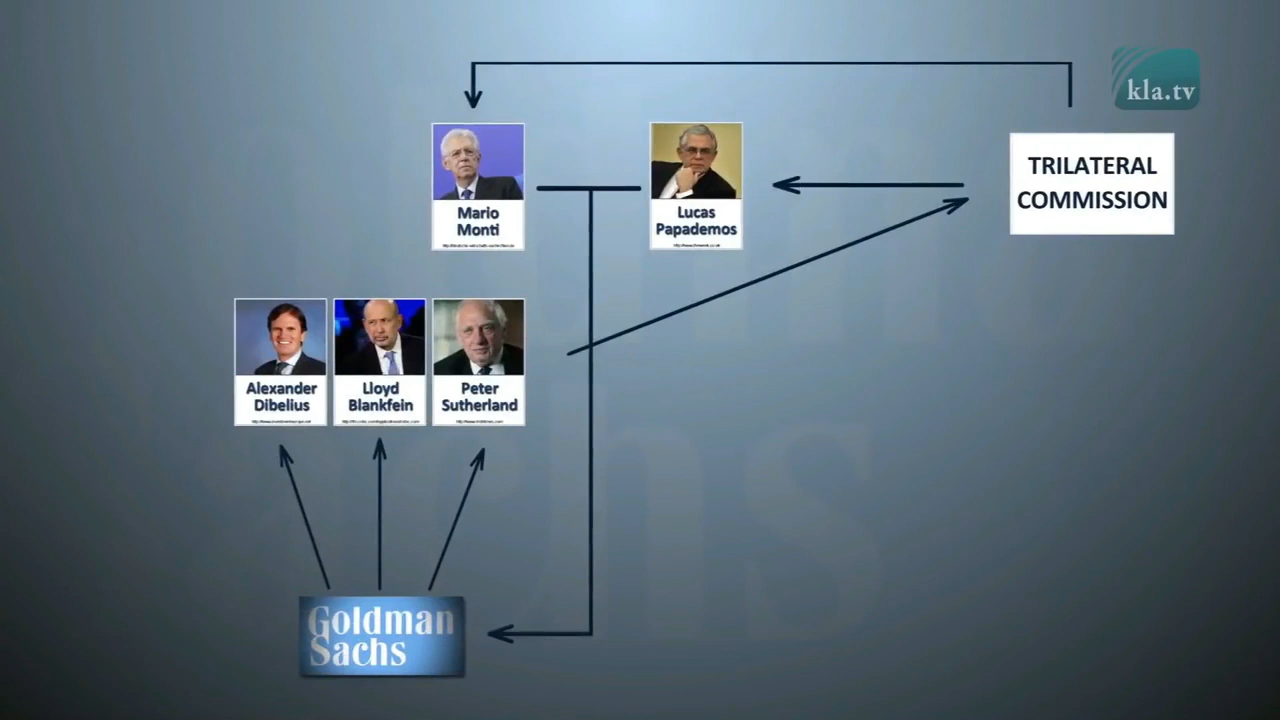 kla.tv
TRILATERAL
COMMISSION
Mario
Monti
Lucas
Papademos
Alexander
Dibelius
Lloyd
Blankfein
Peter
Sutherland
Goldman
Sachs